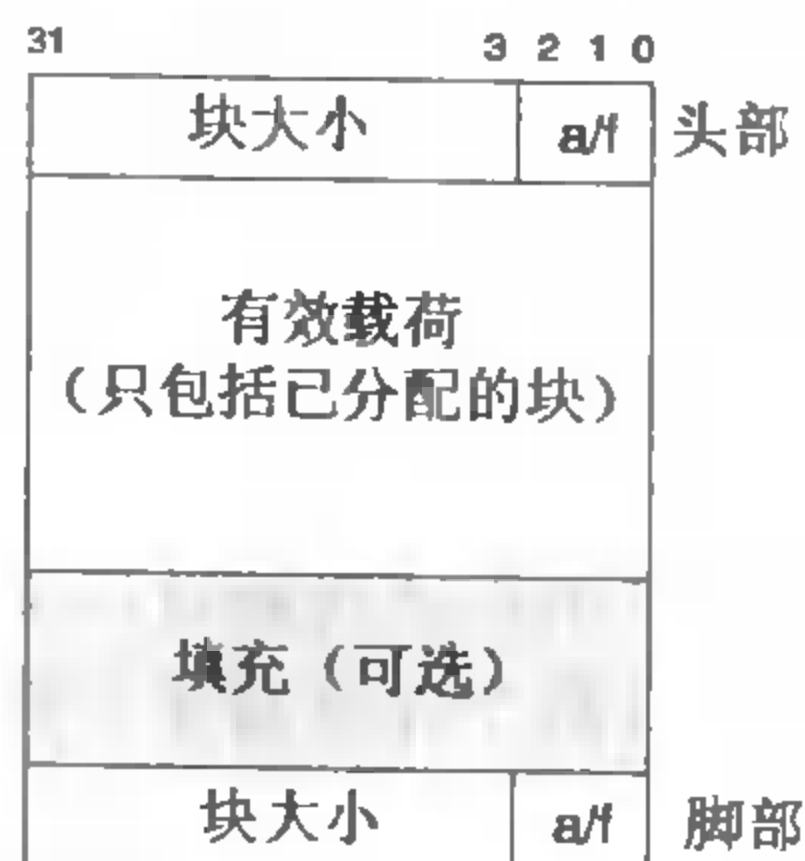 31 3 2 1 0
块大小 a/f 头部
有效载荷
（只包括已分配的块）
填充（可选）
块大小 a/f 脚部